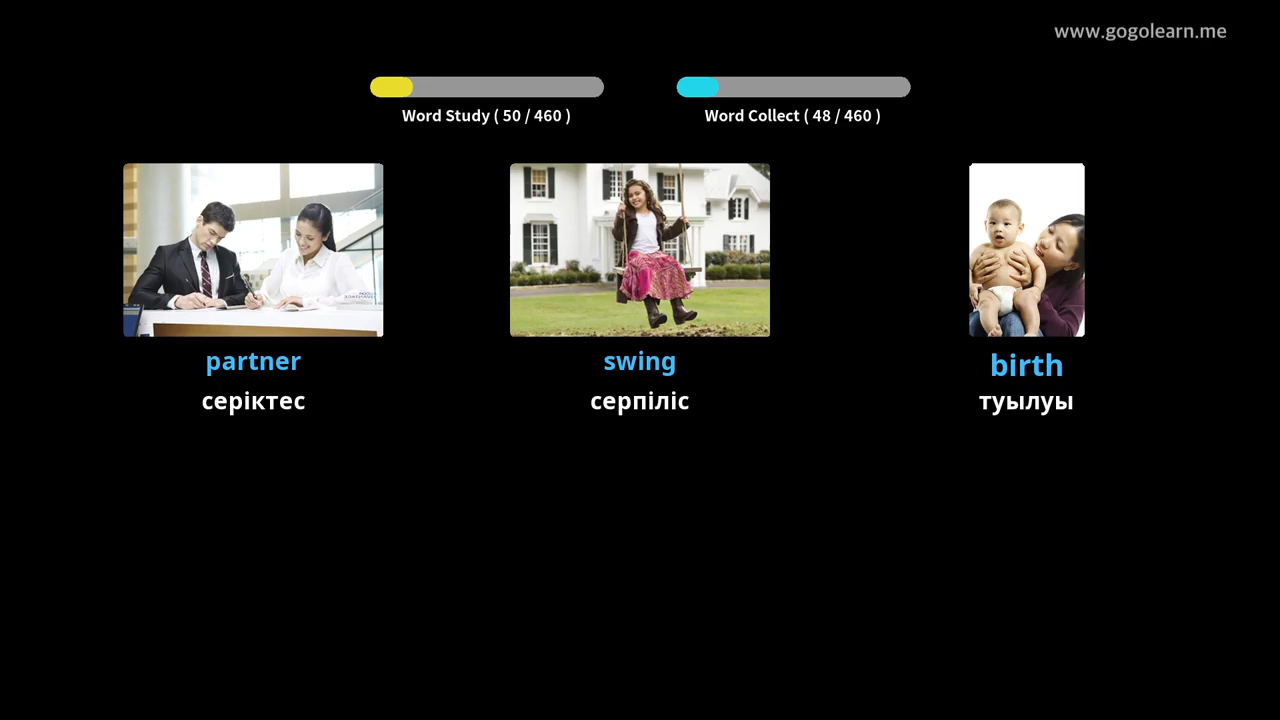 www.gogolearn.me
Word Study ( 50 / 460 )
Word Collect ( 48 / 460 )
partner
swing
birth
серіктес
серпіліс
туылуы